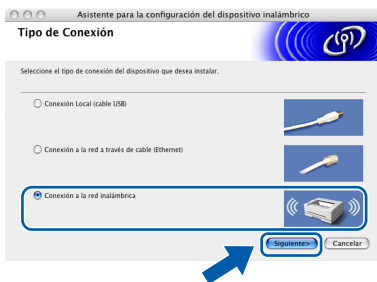 Asistente para la configuración del dispositivo inalámbrico
Tipo de Conexión
Seleccione el tipo de conexión del dispositivo que desea instalar.
Conexión Local (cable USB)
Conexión a la red a través de cable (Ethernet)
Conexión a la red inalámbrica
Siguiente>
Cancelar